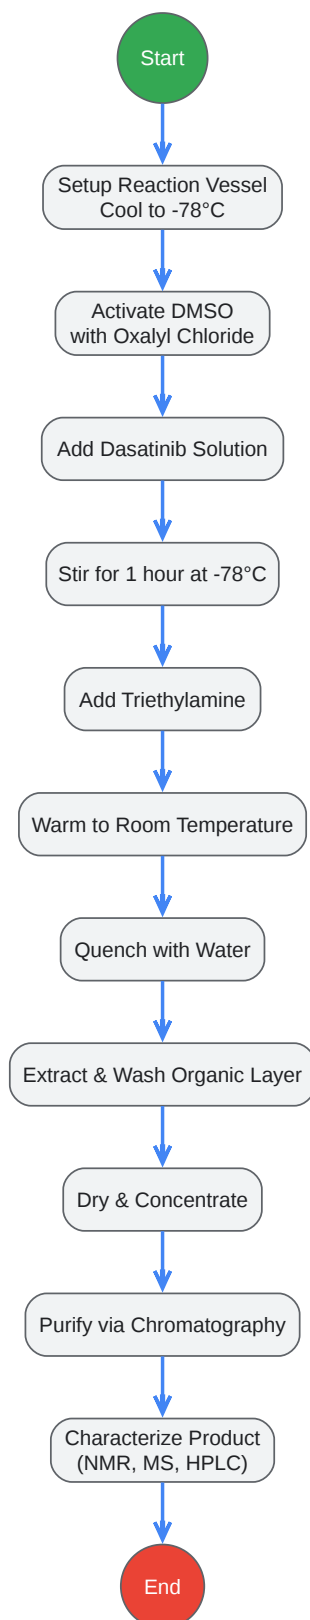 Start
Setup Reaction Vessel
Cool to -78°C
Activate DMSO
with Oxalyl Chloride
Add Dasatinib Solution
Stir for 1 hour at -78°C
Add Triethylamine
Warm to Room Temperature
Quench with Water
Extract & Wash Organic Layer
Dry & Concentrate
Purify via Chromatography
Characterize Product
(NMR, MS, HPLC)
End